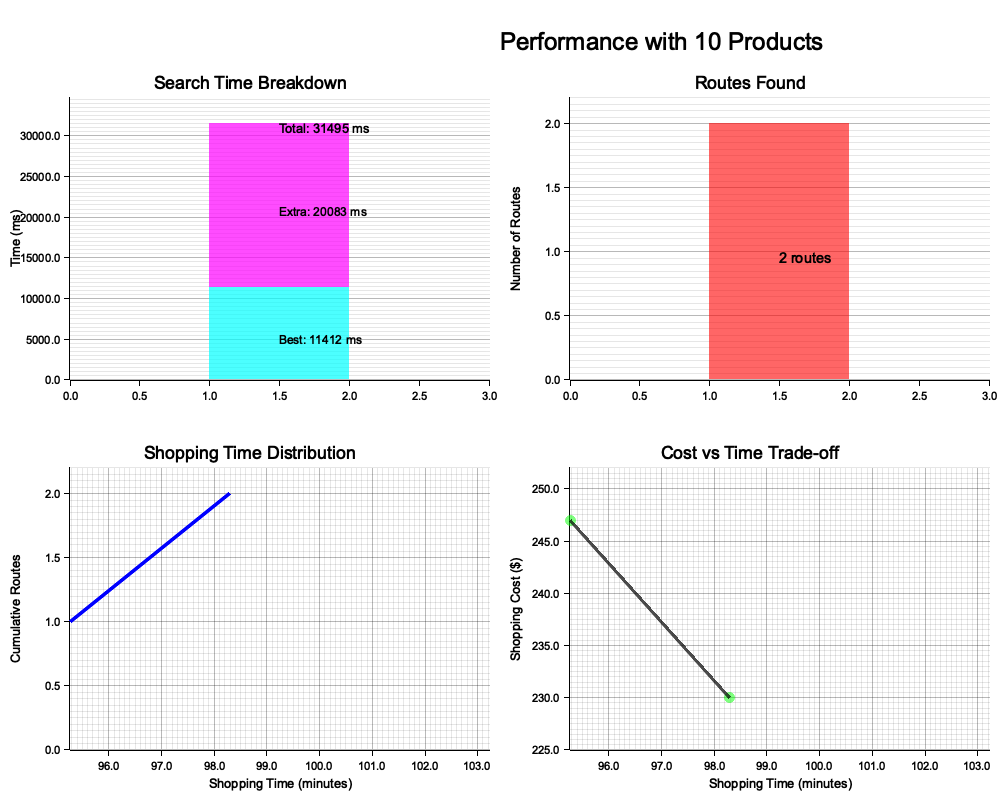 Performance with 10 Products
Search Time Breakdown
Time (ms)
30000.0
25000.0
20000.0
15000.0
10000.0
5000.0
0.0
Total: 31495 ms
Extra: 20083 ms
Best: 11412 ms
0.0 0.5 1.0 1.5 2.0 2.5 3.0
Routes Found
Number of Routes
2.0
1.5
1.0
0.5
0.0
2 routes
0.0 0.5 1.0 1.5 2.0 2.5 3.0
Shopping Time Distribution
Cumulative Routes
2.0
1.5
1.0
0.5
0.0
96.0 97.0 98.0 99.0 100.0 101.0 102.0 103.0
Shopping Time (minutes)
Cost vs Time Trade-off
Shopping Cost ($)
250.0
245.0
240.0
235.0
230.0
225.0
96.0 97.0 98.0 99.0 100.0 101.0 102.0 103.0
Shopping Time (minutes)